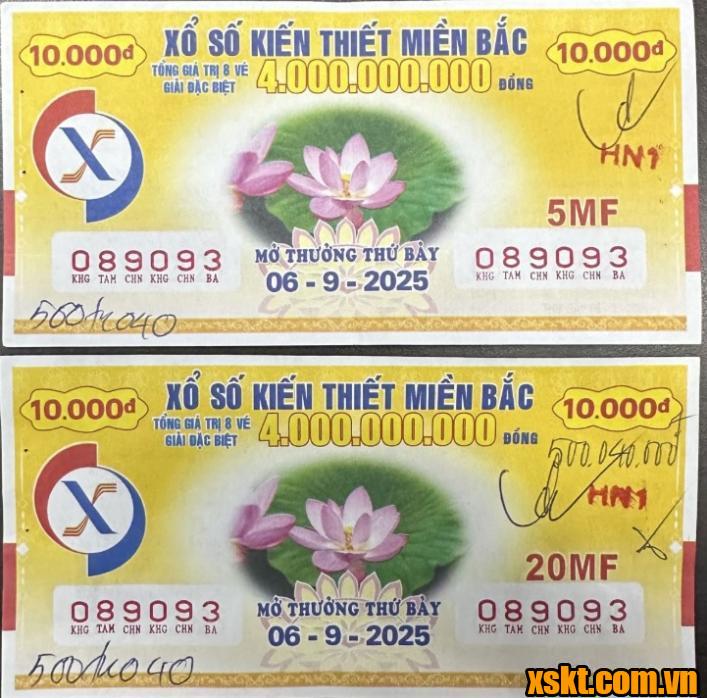 10.000đ XỔ SỐ KIẾN THIẾT MIỀN BẮC 10.000đ
TỔNG GIÁ TRỊ 8 VÉ
GIẢI ĐẶC BIỆT 4.000.000.000 ĐỒNG
X
HN1
5MF
089093 MỞ THƯỞNG THỨ BẢY 089093
KHG TAM CHN KHG CHN BA 06-9-2025 KHG TAM CHN KHG CHN BA
10.000đ XỔ SỐ KIẾN THIẾT MIỀN BẮC 10.000đ
TỔNG GIÁ TRỊ 8 VÉ
GIẢI ĐẶC BIỆT 4.000.000.000 ĐỒNG
500.040.000đ
X
HN1
20MF
089093 MỞ THƯỞNG THỨ BẢY 089093
KHG TAM CHN KHG CHN BA 06-9-2025 KHG TAM CHN KHG CHN BA
xskt.com.vn